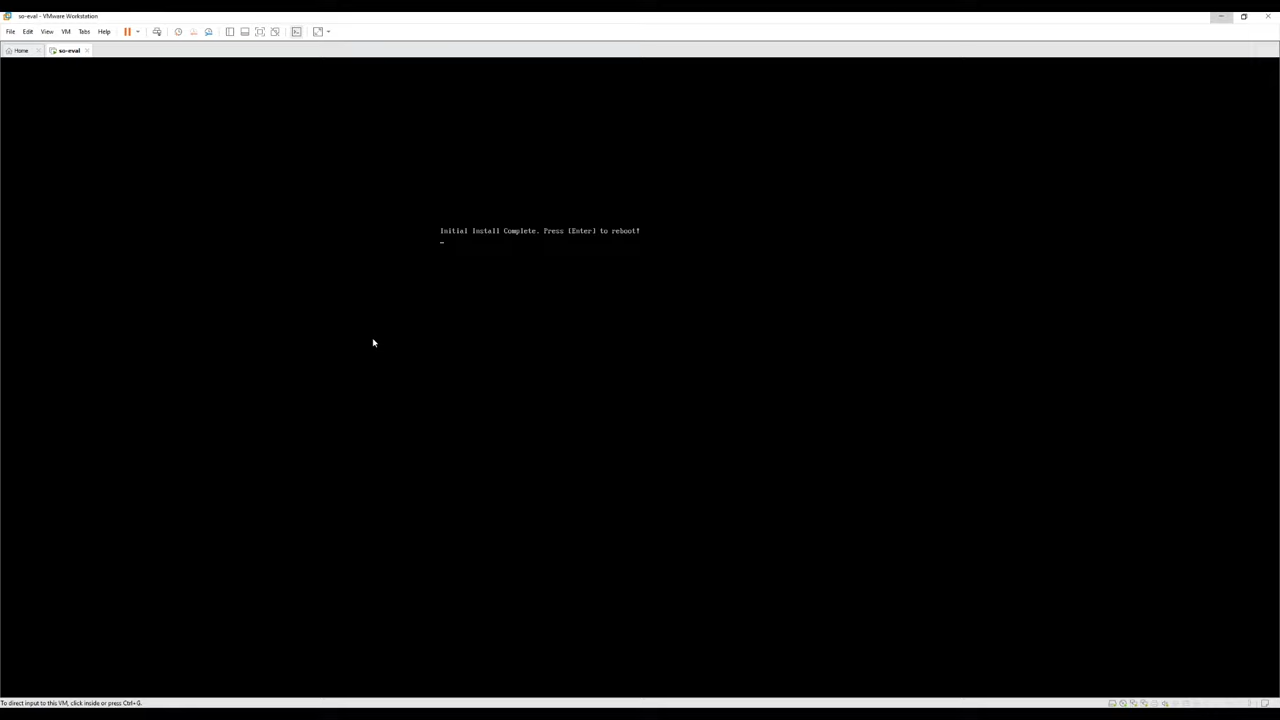 so-eval - VMware Workstation
File Edit View VM Tabs Help
Home so-eval
Initial Install Complete. Press [Enter] to reboot!
To direct input to this VM, click inside or press Ctrl+G.